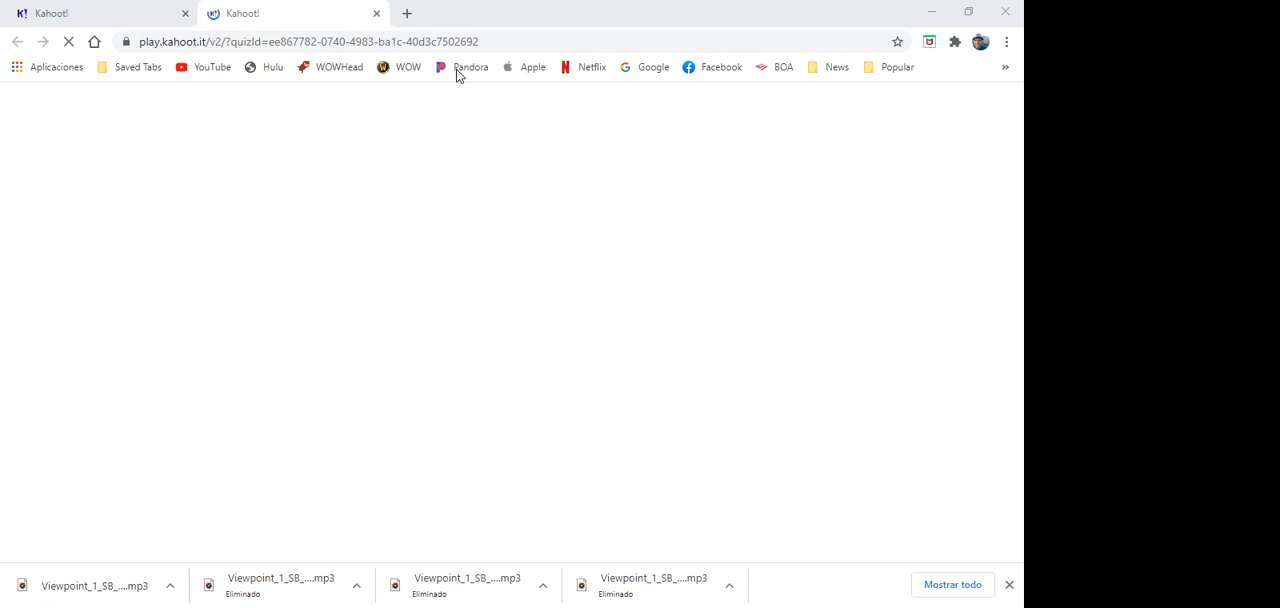 K! Kahoot!
Kahoot!
play.kahoot.it/v2/?quizId=ee867782-0740-4983-ba1c-40d3c7502692
Aplicaciones Saved Tabs YouTube Hulu WOWHead WOW Pandora Apple Netflix Google Facebook BOA News Popular »
Viewpoint_1_SB_....mp3
Viewpoint_1_SB_....mp3
Eliminado
Viewpoint_1_SB_....mp3
Eliminado
Viewpoint_1_SB_....mp3
Eliminado
Mostrar todo